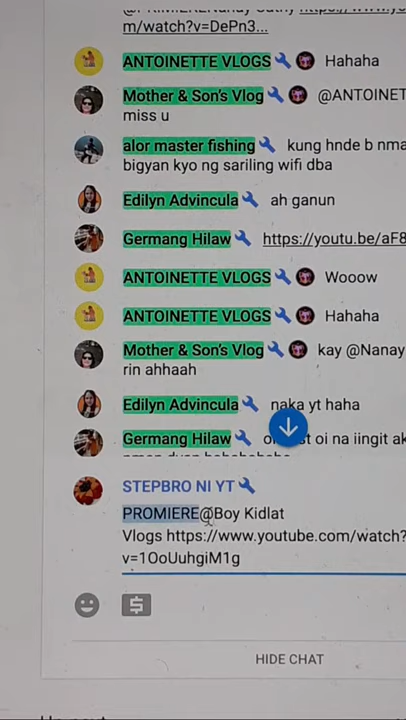 m/watch?v=DePn3...
ANTOINETTE VLOGS Hahaha
Mother & Son's Vlog @ANTOINET
miss u
alor master fishing kung hnde b nma
bigyan kyo ng sariling wifi dba
Edilyn Advincula ah ganun
Germang Hilaw https://youtu.be/aF8
ANTOINETTE VLOGS Wooow
ANTOINETTE VLOGS Hahaha
Mother & Son's Vlog kay @Nanay
rin ahhaah
Edilyn Advincula naka yt haha
Germang Hilaw oi na iingit ak
STEPBRO NI YT
PROMIERE@Boy Kidlat
Vlogs https://www.youtube.com/watch?
v=1OoUuhgiM1g
HIDE CHAT